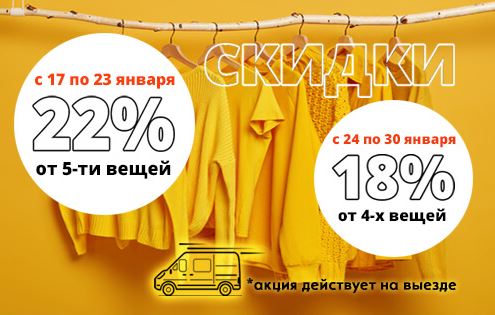 СКИДКИ
с 17 по 23 января
22%
от 5-ти вещей
с 24 по 30 января
18%
от 4-х вещей
*акция действует на выезде